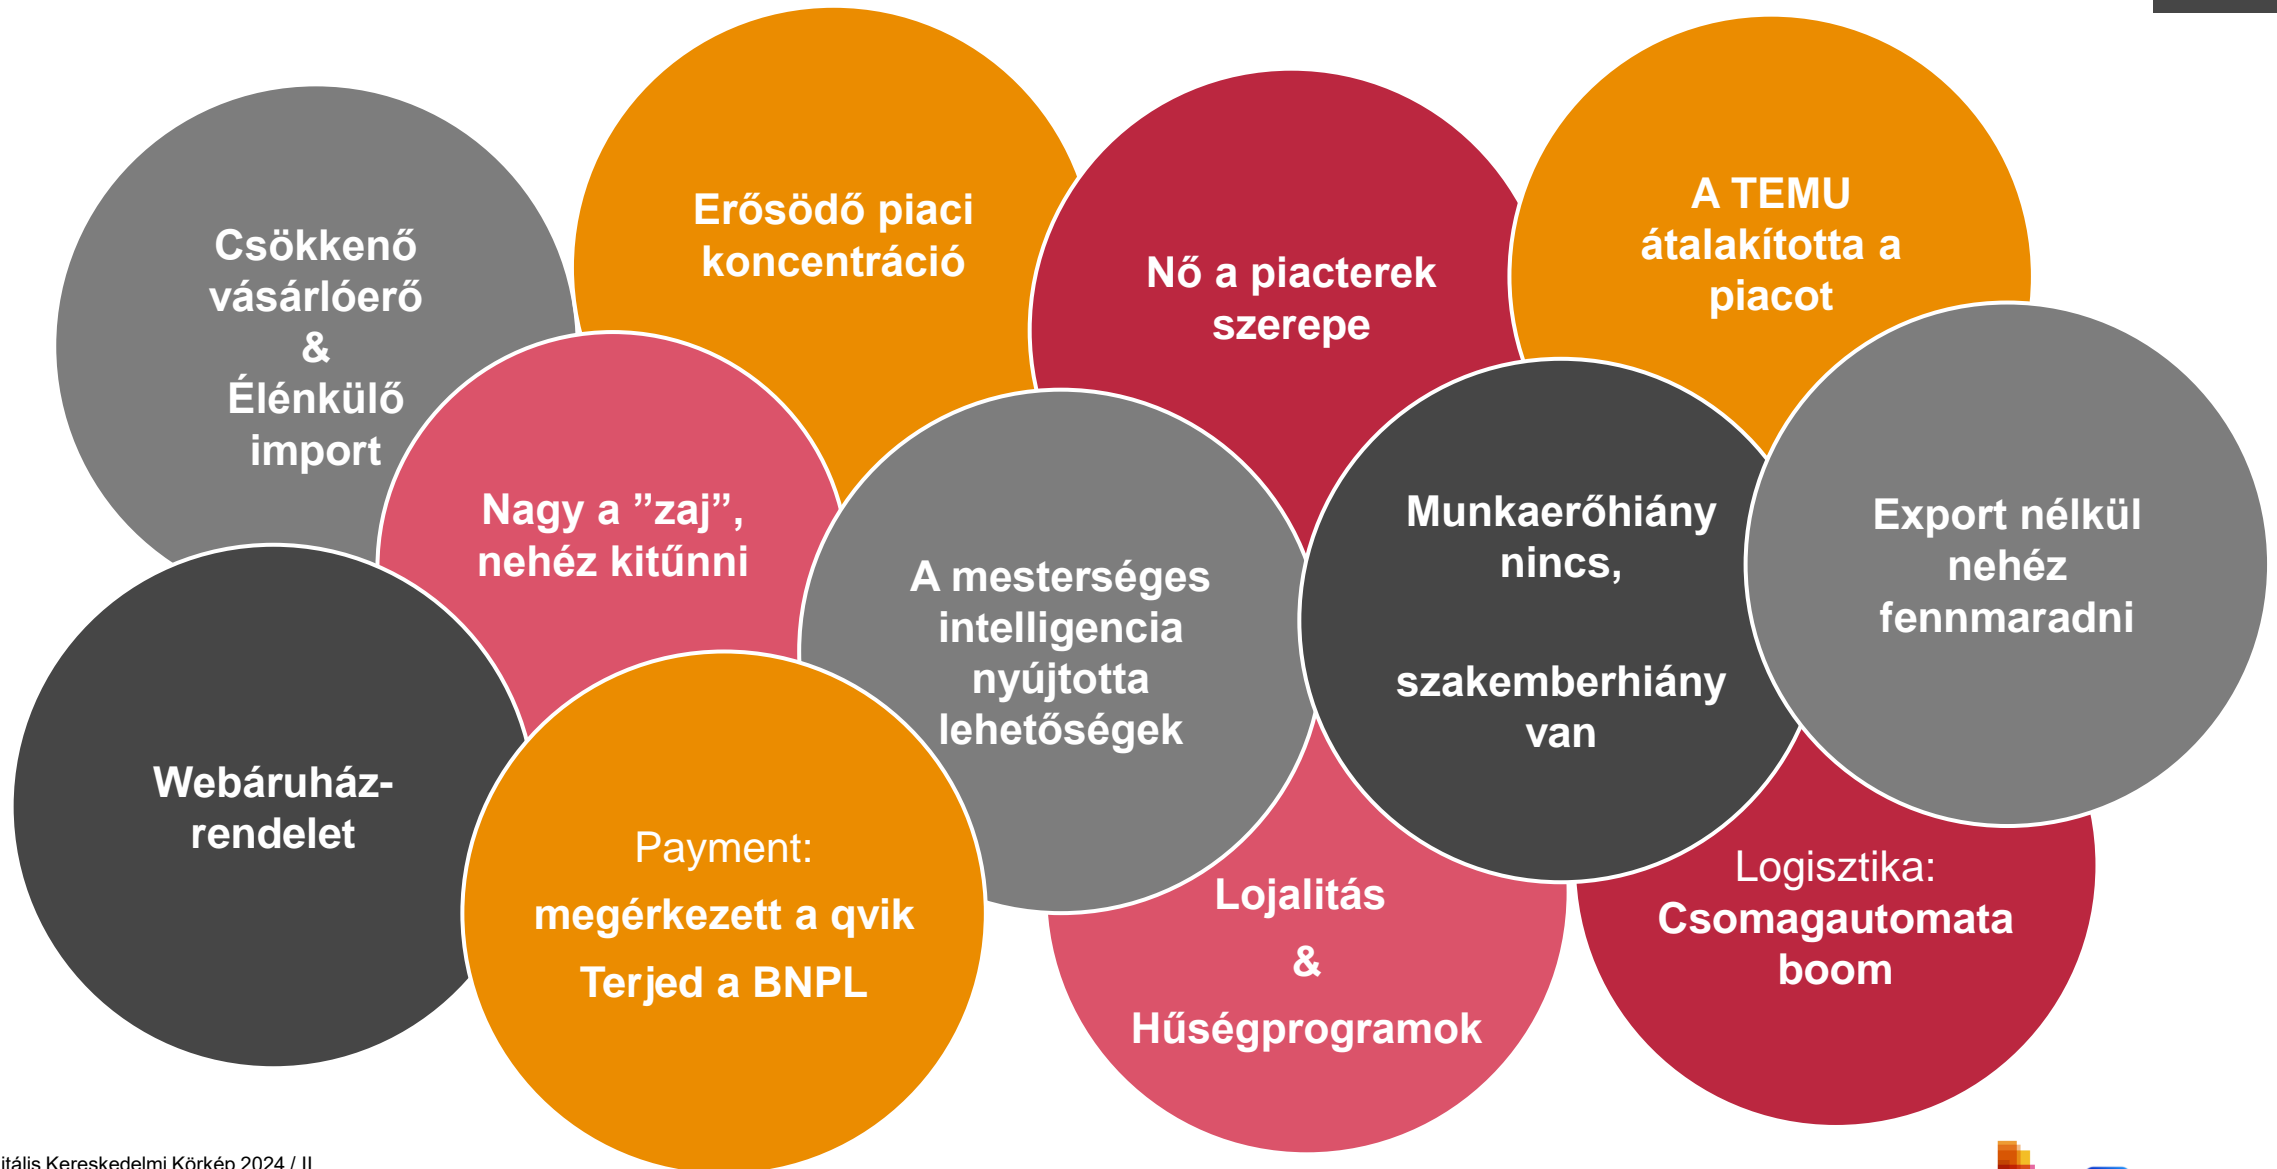 Csökkenő
vásárlóerő
&
Élénkülő
import
Erősödő piaci
koncentráció
Nő a piacterek
szerepe
A TEMU
átalakította a
piacot
Nagy a ”zaj”,
nehéz kitűnni
A mesterséges
intelligencia
nyújtotta
lehetőségek
Munkaerőhiány
nincs,
szakemberhiány
van
Export nélkül
nehéz
fennmaradni
Webáruház-
rendelet
Payment:
megérkezett a qvik
Terjed a BNPL
Lojalitás
&
Hűségprogramok
Logisztika:
Csomagautomata
boom
Kereskedelmi Körkép 2024 / II